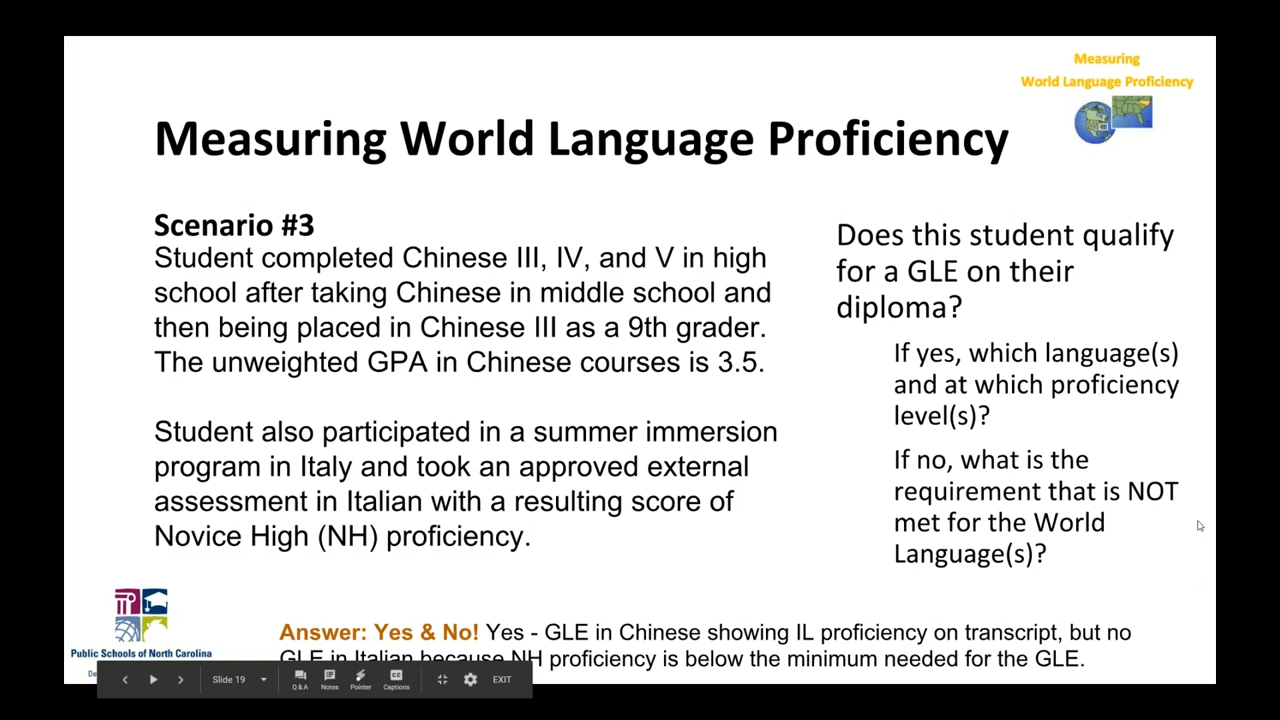 Measuring
World Language Proficiency
Measuring World Language Proficiency
Scenario #3
Student completed Chinese III, IV, and V in high
school after taking Chinese in middle school and
then being placed in Chinese III as a 9th grader.
The unweighted GPA in Chinese courses is 3.5.
Student also participated in a summer immersion
program in Italy and took an approved external
assessment in Italian with a resulting score of
Novice High (NH) proficiency.
Does this student qualify
for a GLE on their
diploma?
If yes, which language(s)
and at which proficiency
level(s)?
If no, what is the
requirement that is NOT
met for the World
Language(s)?
Public Schools of North Carolina
Answer: Yes & No! Yes - GLE in Chinese showing IL proficiency on transcript, but no
GLE in Italian because NH proficiency is below the minimum needed for the GLE.
Slide 19
Q & A
Notes
Pointer
Captions
EXIT